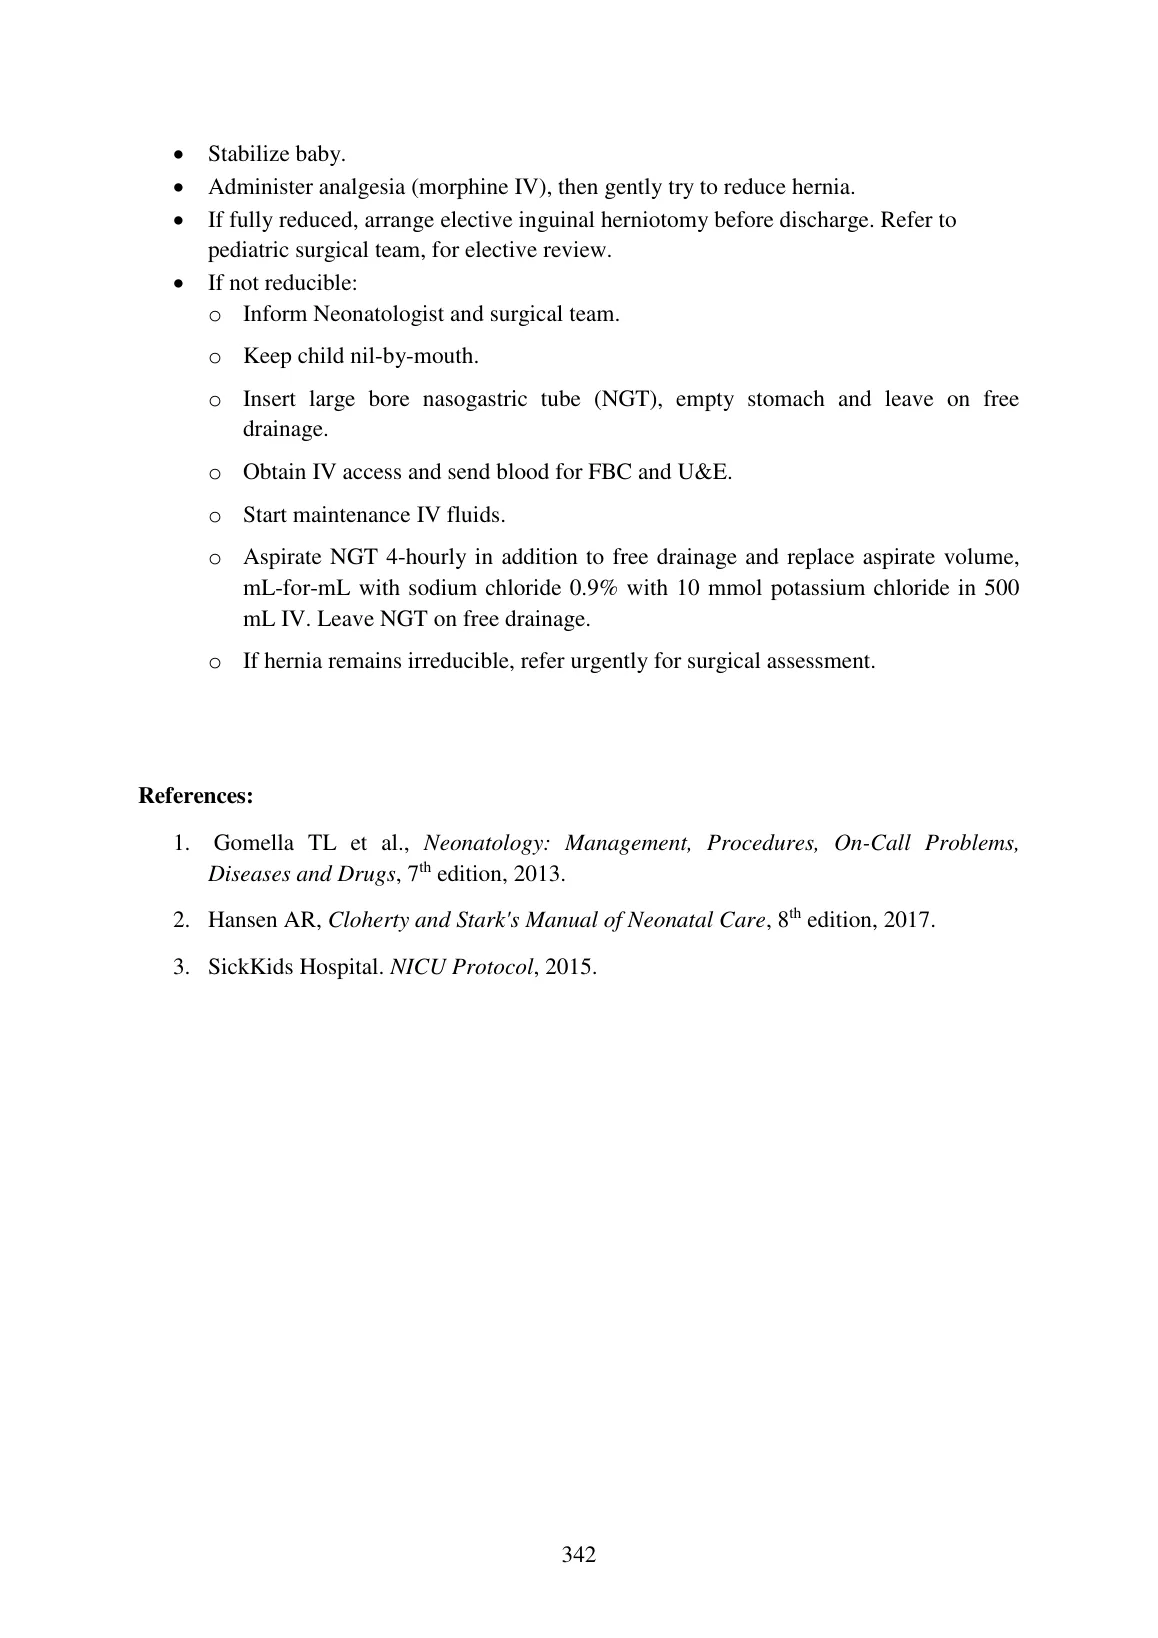 • Stabilize baby.
• Administer analgesia (morphine IV), then gently try to reduce hernia.
• If fully reduced, arrange elective inguinal herniotomy before discharge. Refer to
pediatric surgical team, for elective review.
• If not reducible:
o Inform Neonatologist and surgical team.
o Keep child nil-by-mouth.
o Insert large bore nasogastric tube (NGT), empty stomach and leave on free
drainage.
o Obtain IV access and send blood for FBC and U&E.
o Start maintenance IV fluids.
o Aspirate NGT 4-hourly in addition to free drainage and replace aspirate volume,
mL-for-mL with sodium chloride 0.9% with 10 mmol potassium chloride in 500
mL IV. Leave NGT on free drainage.
o If hernia remains irreducible, refer urgently for surgical assessment.
References:
1. Gomella TL et al., Neonatology: Management, Procedures, On-Call Problems,
Diseases and Drugs, 7th edition, 2013.
2. Hansen AR, Cloherty and Stark's Manual of Neonatal Care, 8th edition, 2017.
3. SickKids Hospital. NICU Protocol, 2015.
342